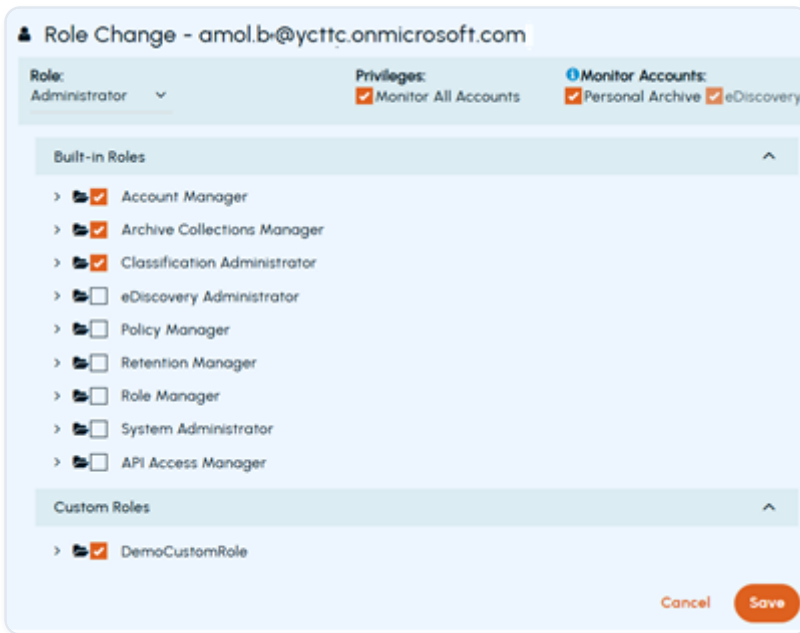 Role Change - amol.b@ycttc.onmicrosoft.com
Role:
Administrator
Privileges:
Monitor All Accounts
Monitor Accounts:
Personal Archive eDiscovery
Built-in Roles
Account Manager
Archive Collections Manager
Classification Administrator
eDiscovery Administrator
Policy Manager
Retention Manager
Role Manager
System Administrator
API Access Manager
Custom Roles
DemoCustomRole
Cancel Save